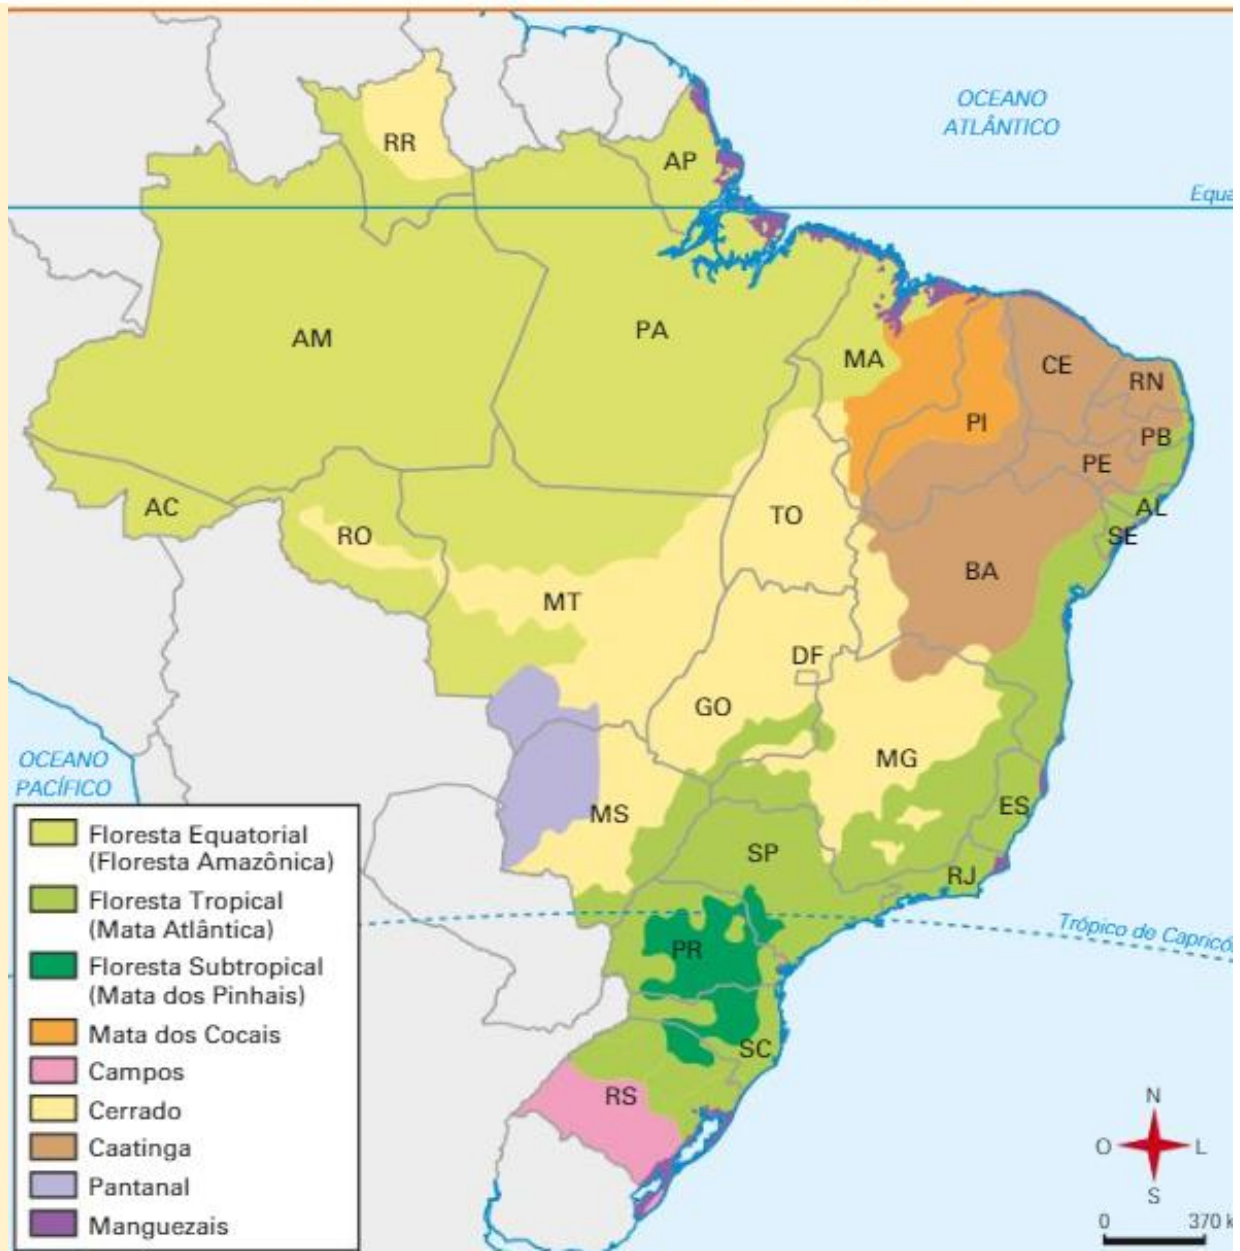 OCEANO
ATLÂNTICO
RR
AP
Equa
AM
PA
MA
CE
RN
PI
PB
PE
AC
AL
TO
RO
SE
BA
MT
DF
GO
OCEANO
PACÍFICO
MG
MS
ES
SP
RJ
Trópico de Capricó
PR
SC
RS
Floresta Equatorial
(Floresta Amazônica)
Floresta Tropical
(Mata Atlântica)
Floresta Subtropical
(Mata dos Pinhais)
Mata dos Cocais
Campos
Cerrado
Caatinga
Pantanal
Manguezais
N
O
L
S
0 370 k